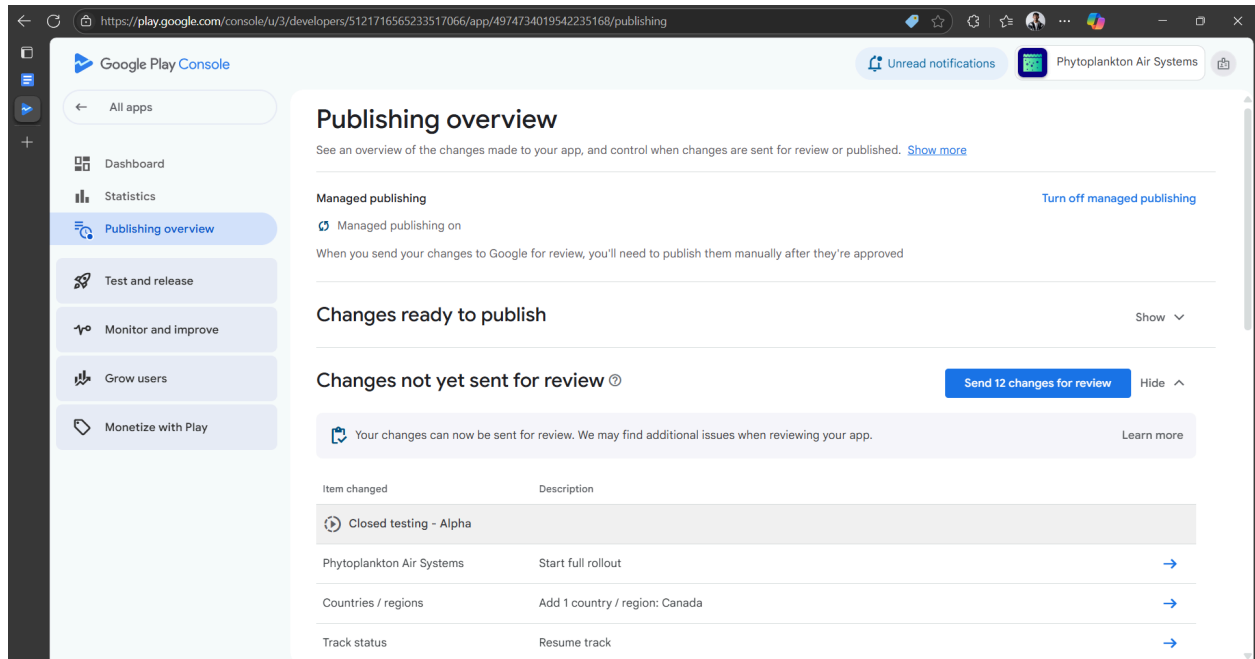 https://play.google.com/console/u/3/developers/5121716565233517066/app/4974734019542235168/publishing
Google Play Console
Unread notifications
Phytoplankton Air Systems
All apps
Dashboard
Statistics
Publishing overview
Test and release
Monitor and improve
Grow users
Monetize with Play
Publishing overview
See an overview of the changes made to your app, and control when changes are sent for review or published. Show more
Managed publishing
Turn off managed publishing
Managed publishing on
When you send your changes to Google for review, you'll need to publish them manually after they're approved
Changes ready to publish
Show
Changes not yet sent for review
Send 12 changes for review
Hide
Your changes can now be sent for review. We may find additional issues when reviewing your app.
Learn more
Item changed Description
Closed testing - Alpha
Phytoplankton Air Systems Start full rollout
Countries / regions Add 1 country / region: Canada
Track status Resume track